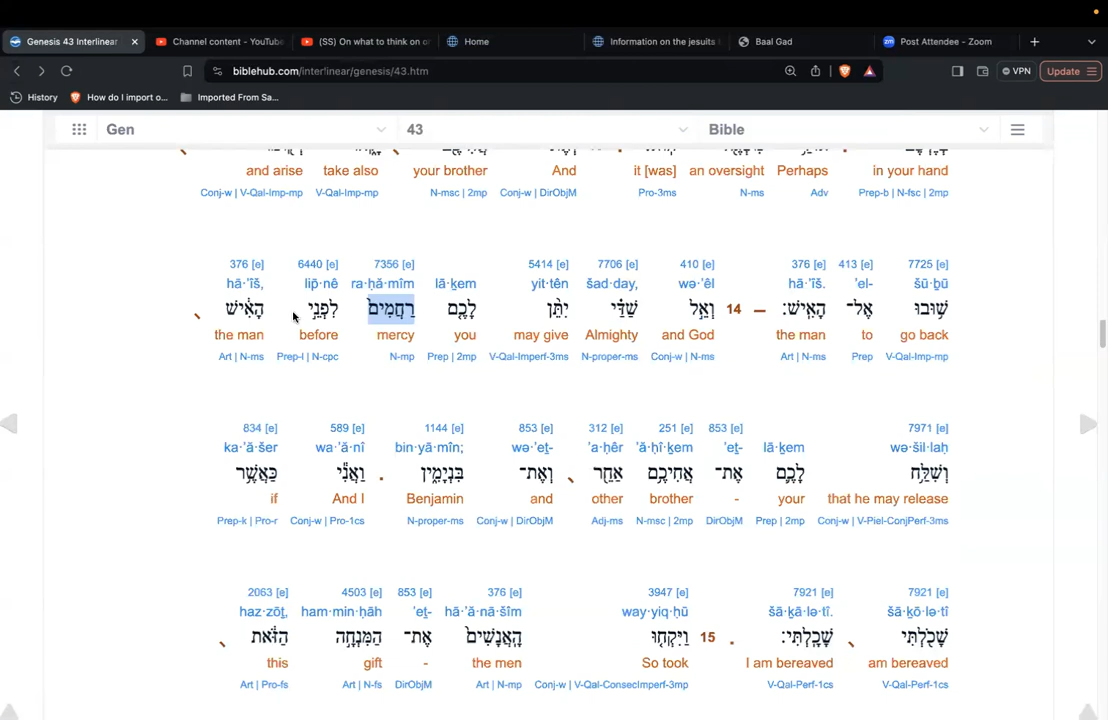 Genesis 43 Interlinear
Channel content - YouTube
(SS) On what to think on or
Home
Information on the jesuits
Baal Gad
Post Attendee - Zoom
biblehub.com/interlinear/genesis/43.htm
VPN
Update
History
How do I import o...
Imported From Sa...
Gen 43 Bible
and arise take also your brother And it [was] an oversight Perhaps in your hand
Conj-w | V-Qal-Imp-mp V-Qal-Imp-mp N-msc | 2mp Conj-w | DirObjM Pro-3ms N-ms Adv Prep-b | N-fsc | 2mp
376 [e] 6440 [e] 7356 [e] 5414 [e] 7706 [e] 410 [e] 376 [e] 413 [e] 7725 [e]
hā·’îš, lip̄·nê ra·ḥă·mîm lā·ḵem yit·tên šad·day, wə·’êl hā·’îš. ’el- šū·ḇū
שׁ֖וּבוּ אֶל־ הָאִֽישׁ׃ — 14 וְאֵ֣ל שַׁדַּ֗י יִתֵּ֨ן לָכֶ֤ם רַחֲמִים֙ לִפְנֵ֣י הָאִ֔ישׁ
the man before mercy you may give Almighty and God the man to go back
Art | N-ms Prep-l | N-cpc N-mp Prep | 2mp V-Qal-Imperf-3ms N-proper-ms Conj-w | N-ms Art | N-ms Prep V-Qal-Imp-mp
834 [e] 589 [e] 1144 [e] 853 [e] 312 [e] 251 [e] 853 [e] 7971 [e]
ka·’ă·šer wa·’ă·nî bin·yā·mîn; wə·’eṯ- ’a·ḥêr ’ă·ḥî·ḵem ’eṯ- lā·ḵem wə·šil·laḥ
וְשִׁלַּ֥ח לָכֶ֛ם אֶת־ אֲחִיכֶ֥ם אַחֵ֖ר וְאֶת־ בִּנְיָמִ֑ין וַאֲנִ֕י כַּאֲשֶׁ֥ר
if And I Benjamin and other brother - your that he may release
Prep-k | Pro-r Conj-w | Pro-1cs N-proper-ms Conj-w | DirObjM Adj-ms N-msc | 2mp DirObjM Prep | 2mp Conj-w | V-Piel-ConjPerf-3ms
2063 [e] 4503 [e] 853 [e] 376 [e] 3947 [e] 7921 [e] 7921 [e]
haz·zōṯ, ham·min·ḥāh ’eṯ- hā·’ă·nā·šîm way·yiq·ḥū šā·ḵā·lə·tî. šā·ḵō·lə·tî
שָׁכֹ֖לְתִּי שָׁכָֽלְתִּי׃ 15 וַיִּקְח֤וּ הָֽאֲנָשִׁים֙ אֶת־ הַמִּנְחָ֣ה הַזֹּ֔את
this gift - the men So took I am bereaved am bereaved
Art | Pro-fs Art | N-fs DirObjM Art | N-mp Conj-w | V-Qal-ConsecImperf-3mp V-Qal-Perf-1cs V-Qal-Perf-1cs